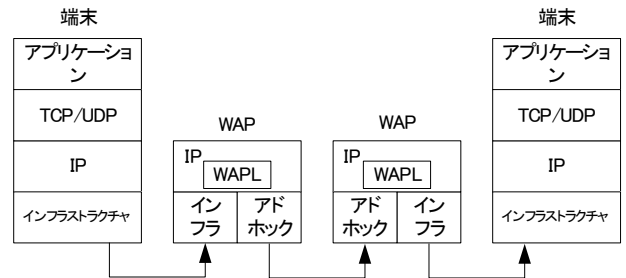 端末
アプリケーショ
ン
TCP/UDP
IP
インフラストラクチャ
WAP
IP
WAPL
イン
フラ
アド
ホック
WAP
IP
WAPL
アド
ホック
イン
フラ
端末
アプリケーショ
ン
TCP/UDP
IP
インフラストラクチャ